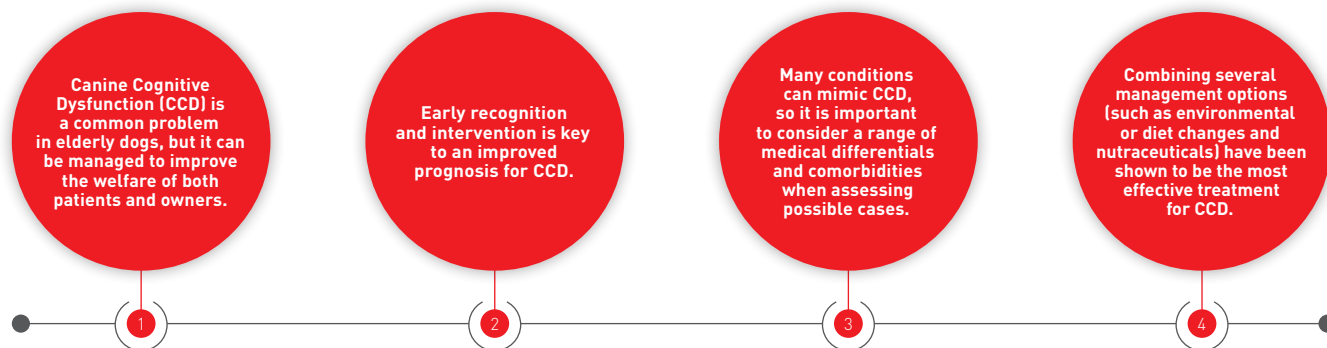 Canine Cognitive
Dysfunction (CCD) is
a common problem
in elderly dogs, but it can
be managed to improve
the welfare of both
patients and owners.
1
Early recognition
and intervention is key
to an improved
prognosis for CCD.
2
Many conditions
can mimic CCD,
so it is important
to consider a range of
medical differentials
and comorbidities
when assessing
possible cases.
3
Combining several
management options
(such as environmental
or diet changes and
nutraceuticals) have been
shown to be the most
effective treatment
for CCD.
4